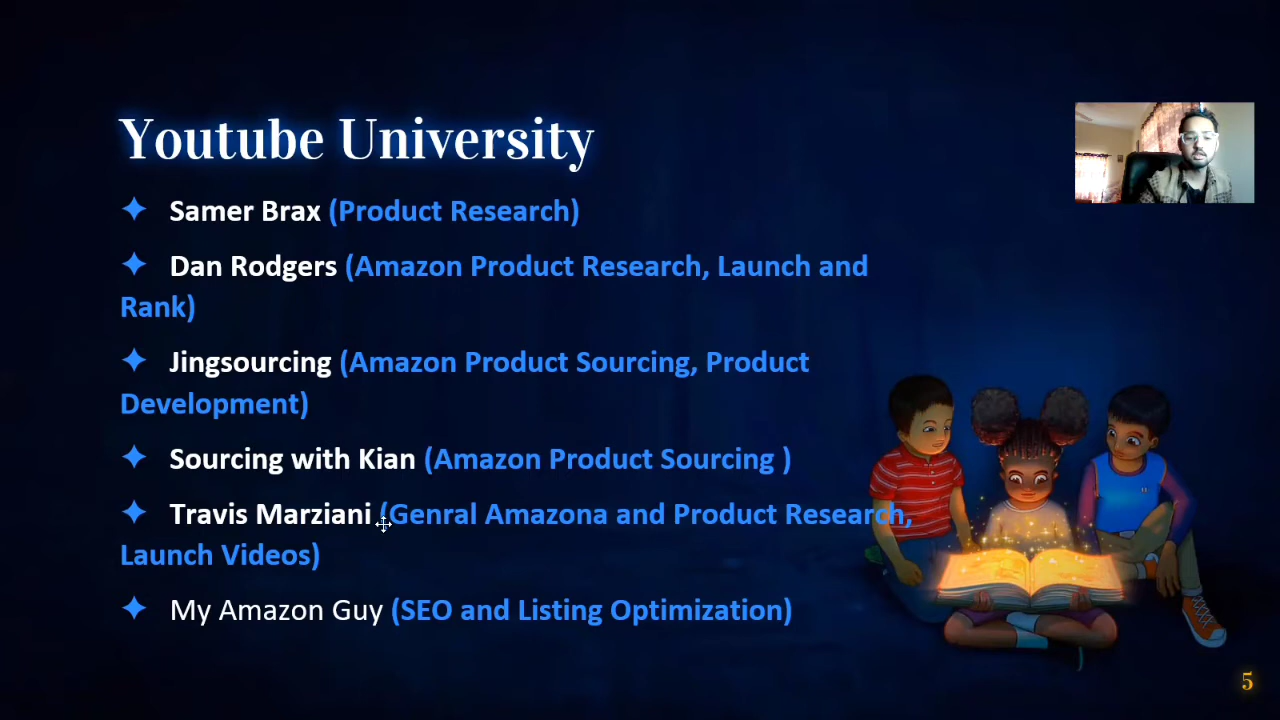 Youtube University
✦ Samer Brax (Product Research)
✦ Dan Rodgers (Amazon Product Research, Launch and
Rank)
✦ Jingsourcing (Amazon Product Sourcing, Product
Development)
✦ Sourcing with Kian (Amazon Product Sourcing )
✦ Travis Marziani (Genral Amazona and Product Research,
Launch Videos)
✦ My Amazon Guy (SEO and Listing Optimization)
5